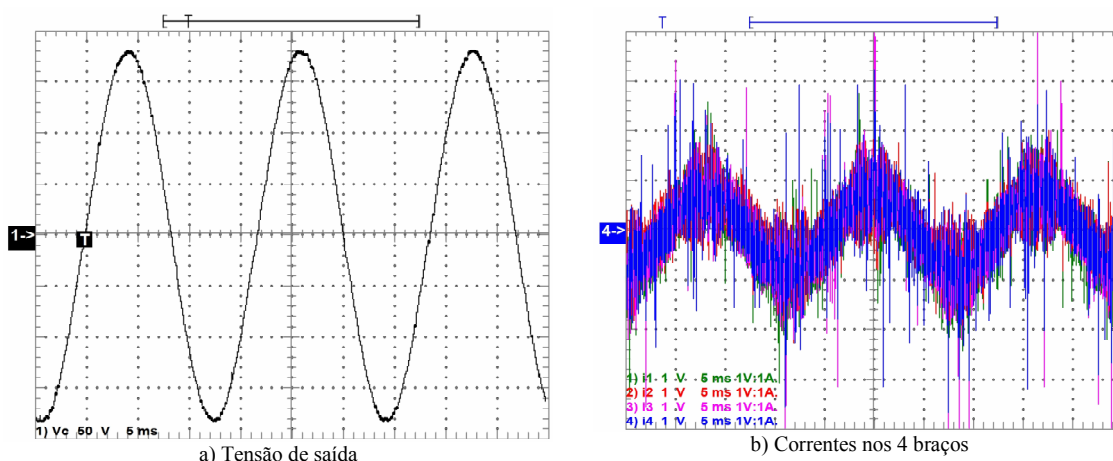 T
1->
T
1) Vc 50 V 5 ms
a) Tensão de saída
T
4->
1) i1 1 V 5 ms 1V:1A.
2) i2 1 V 5 ms 1V:1A.
3) i3 1 V 5 ms 1V:1A.
4) i4 1 V 5 ms 1V:1A.
b) Correntes nos 4 braços